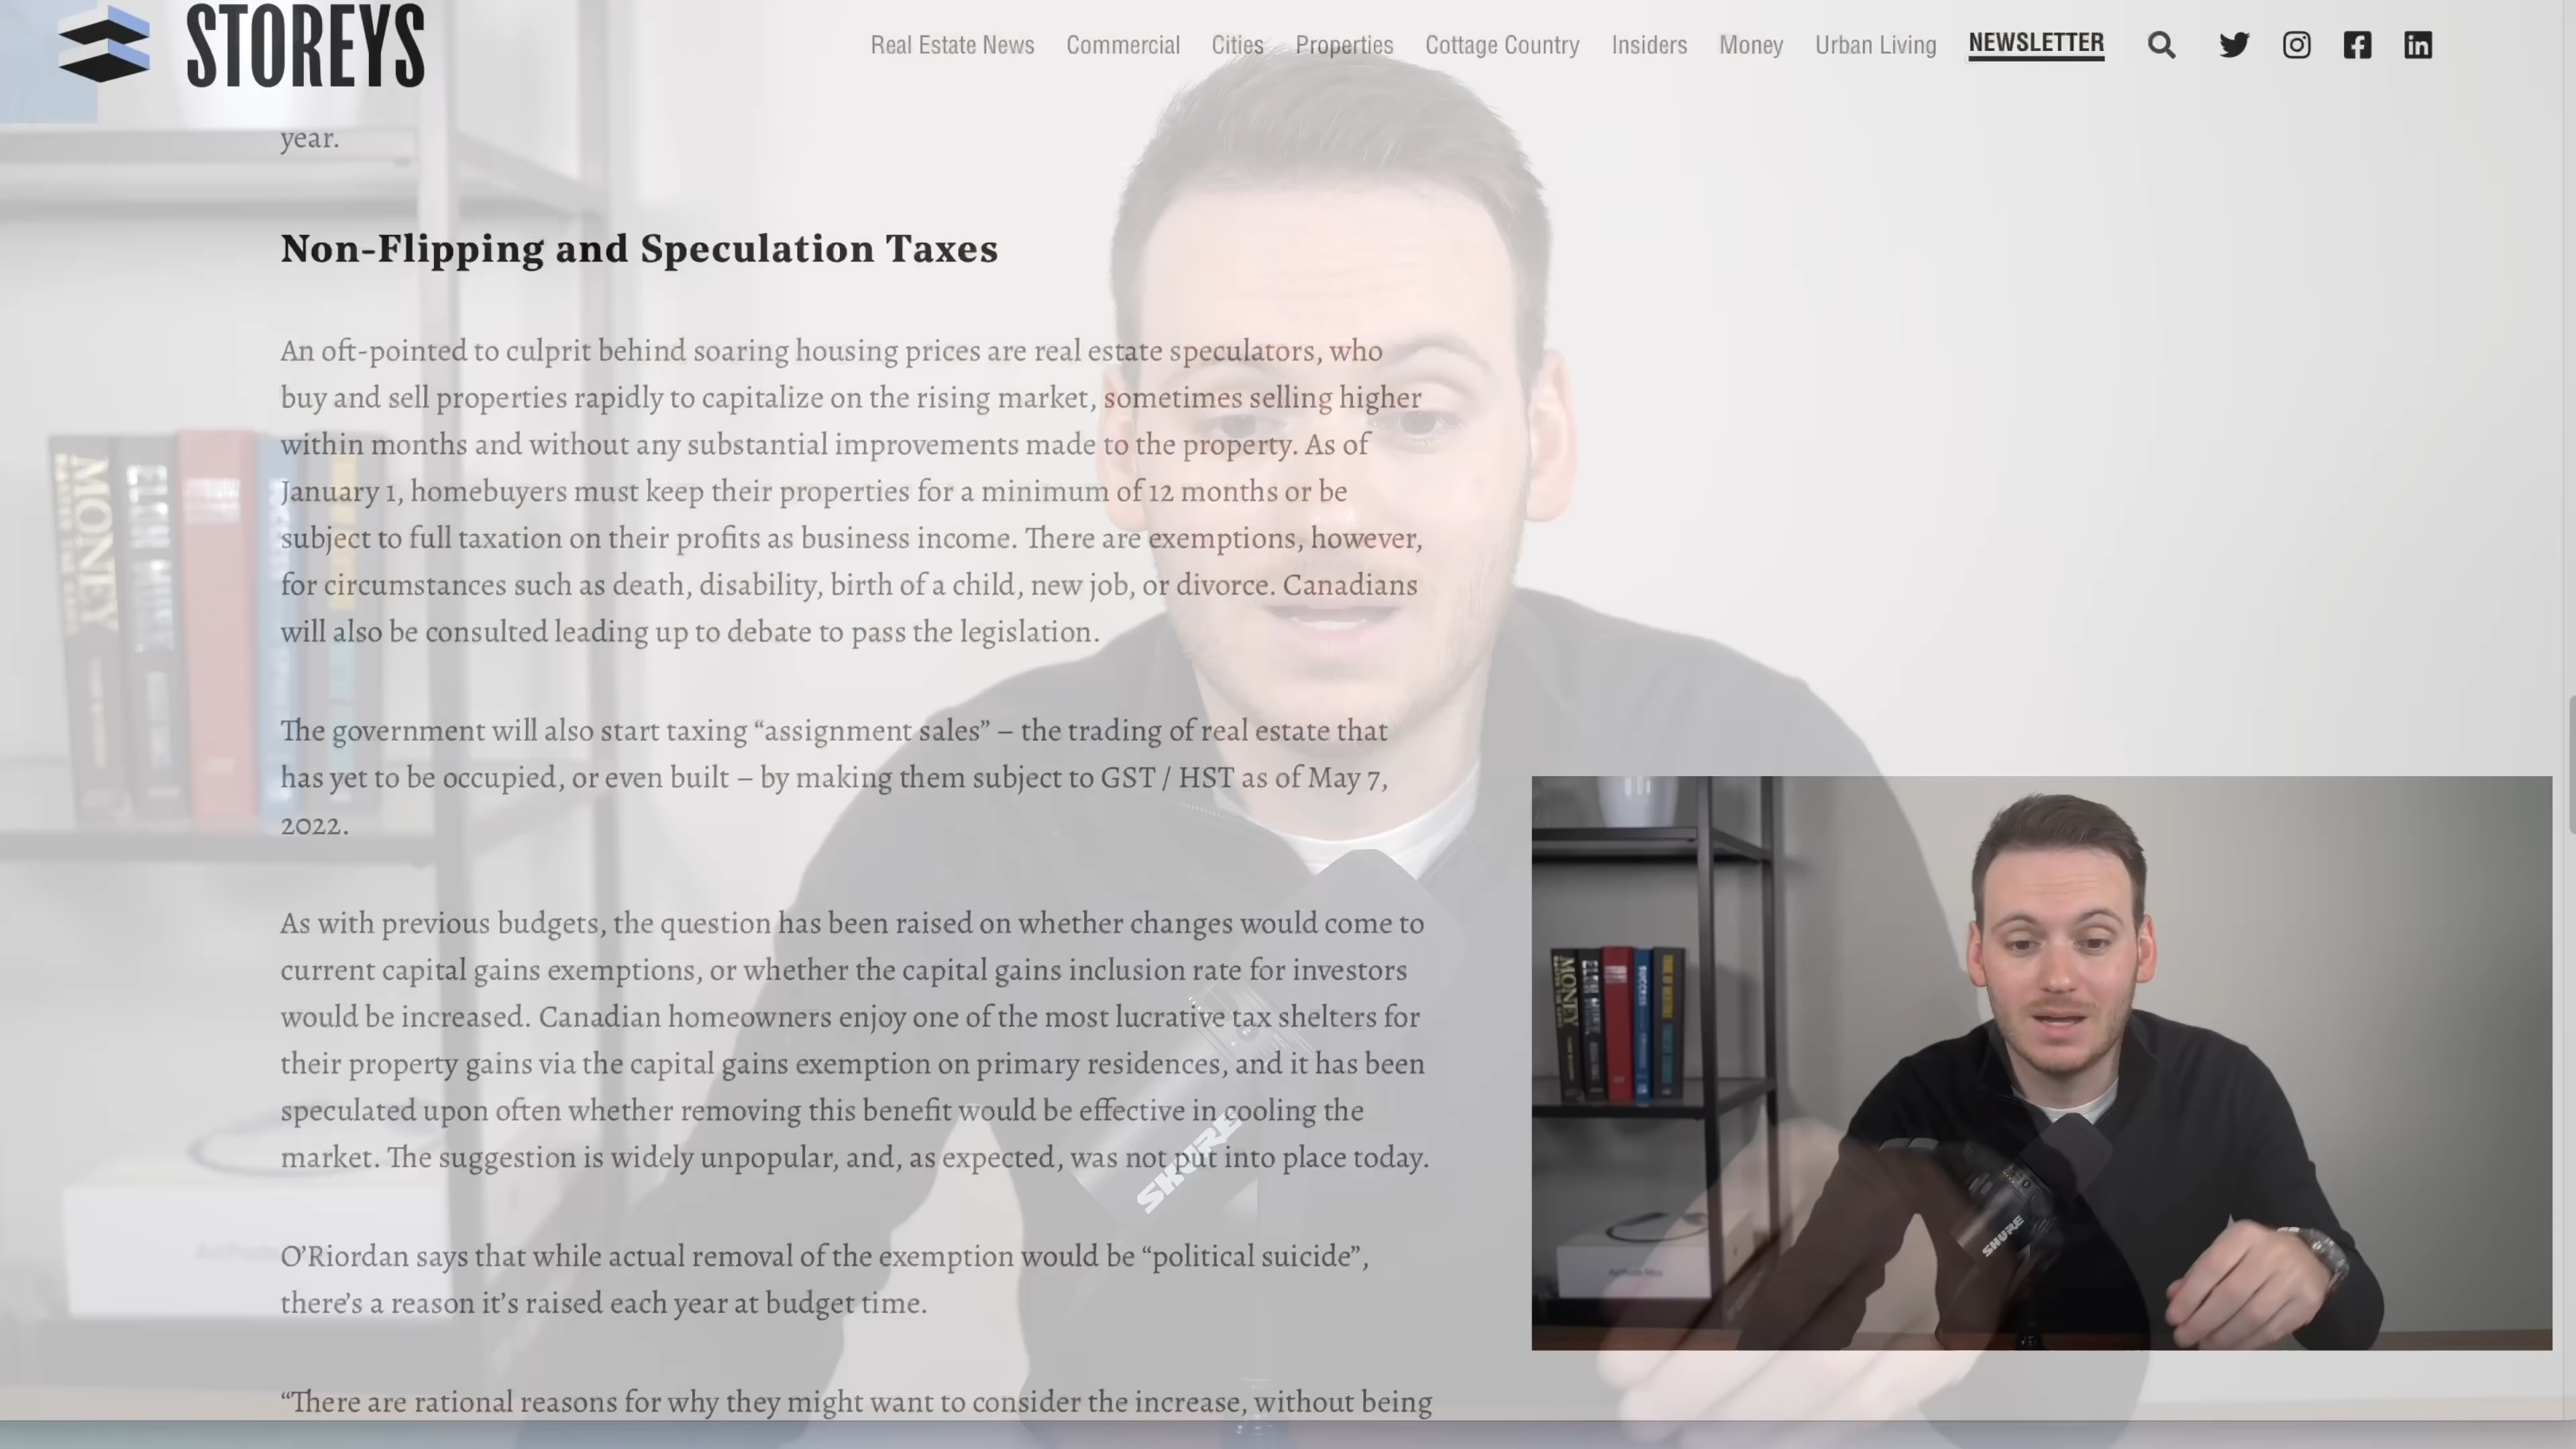 STOREYS
Real Estate News Commercial Cities Properties Cottage Country Insiders Money Urban Living NEWSLETTER
year.
Non-Flipping and Speculation Taxes
An oft-pointed to culprit behind soaring housing prices are real estate speculators, who
buy and sell properties rapidly to capitalize on the rising market, sometimes selling higher
within months and without any substantial improvements made to the property. As of
January 1, homebuyers must keep their properties for a minimum of 12 months or be
subject to full taxation on their profits as business income. There are exemptions, however,
for circumstances such as death, disability, birth of a child, new job, or divorce. Canadians
will also be consulted leading up to debate to pass the legislation.
The government will also start taxing “assignment sales” – the trading of real estate that
has yet to be occupied, or even built – by making them subject to GST / HST as of May 7,
2022.
As with previous budgets, the question has been raised on whether changes would come to
current capital gains exemptions, or whether the capital gains inclusion rate for investors
would be increased. Canadian homeowners enjoy one of the most lucrative tax shelters for
their property gains via the capital gains exemption on primary residences, and it has been
speculated upon often whether removing this benefit would be effective in cooling the
market. The suggestion is widely unpopular, and, as expected, was not put into place today.
O’Riordan says that while actual removal of the exemption would be “political suicide”,
there’s a reason it’s raised each year at budget time.
“There are rational reasons for why they might want to consider the increase, without being
MONEY
SHURE
MONEY
SUCCESS
SHURE